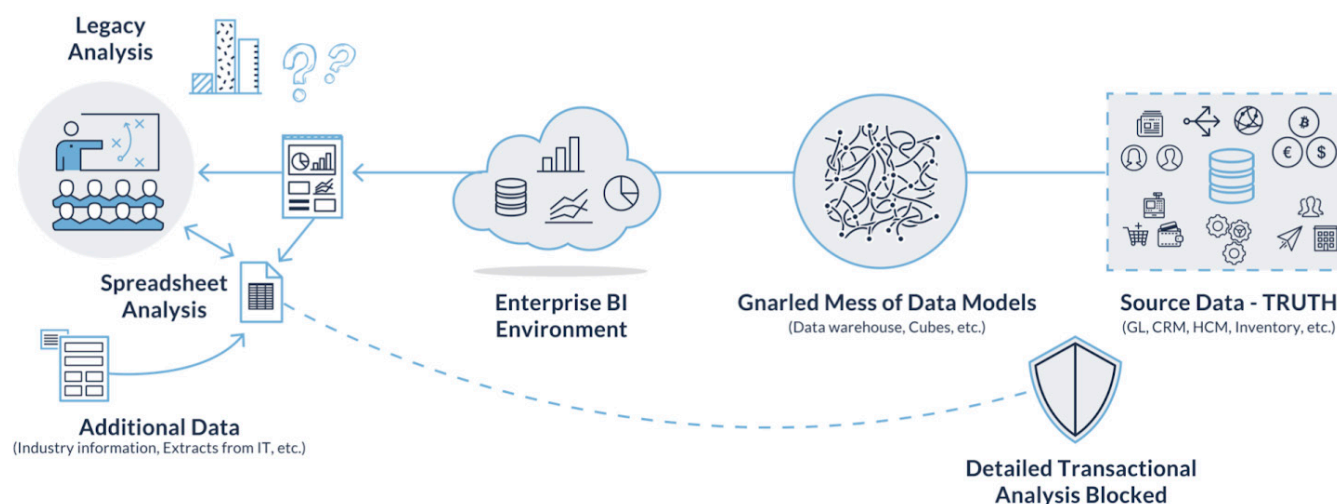 Legacy
Analysis
Spreadsheet
Analysis
Additional Data
(Industry information, Extracts from IT, etc.)
Enterprise BI
Environment
Gnarled Mess of Data Models
(Data warehouse, Cubes, etc.)
Source Data - TRUTH
(GL, CRM, HCM, Inventory, etc.)
Detailed Transactional
Analysis Blocked